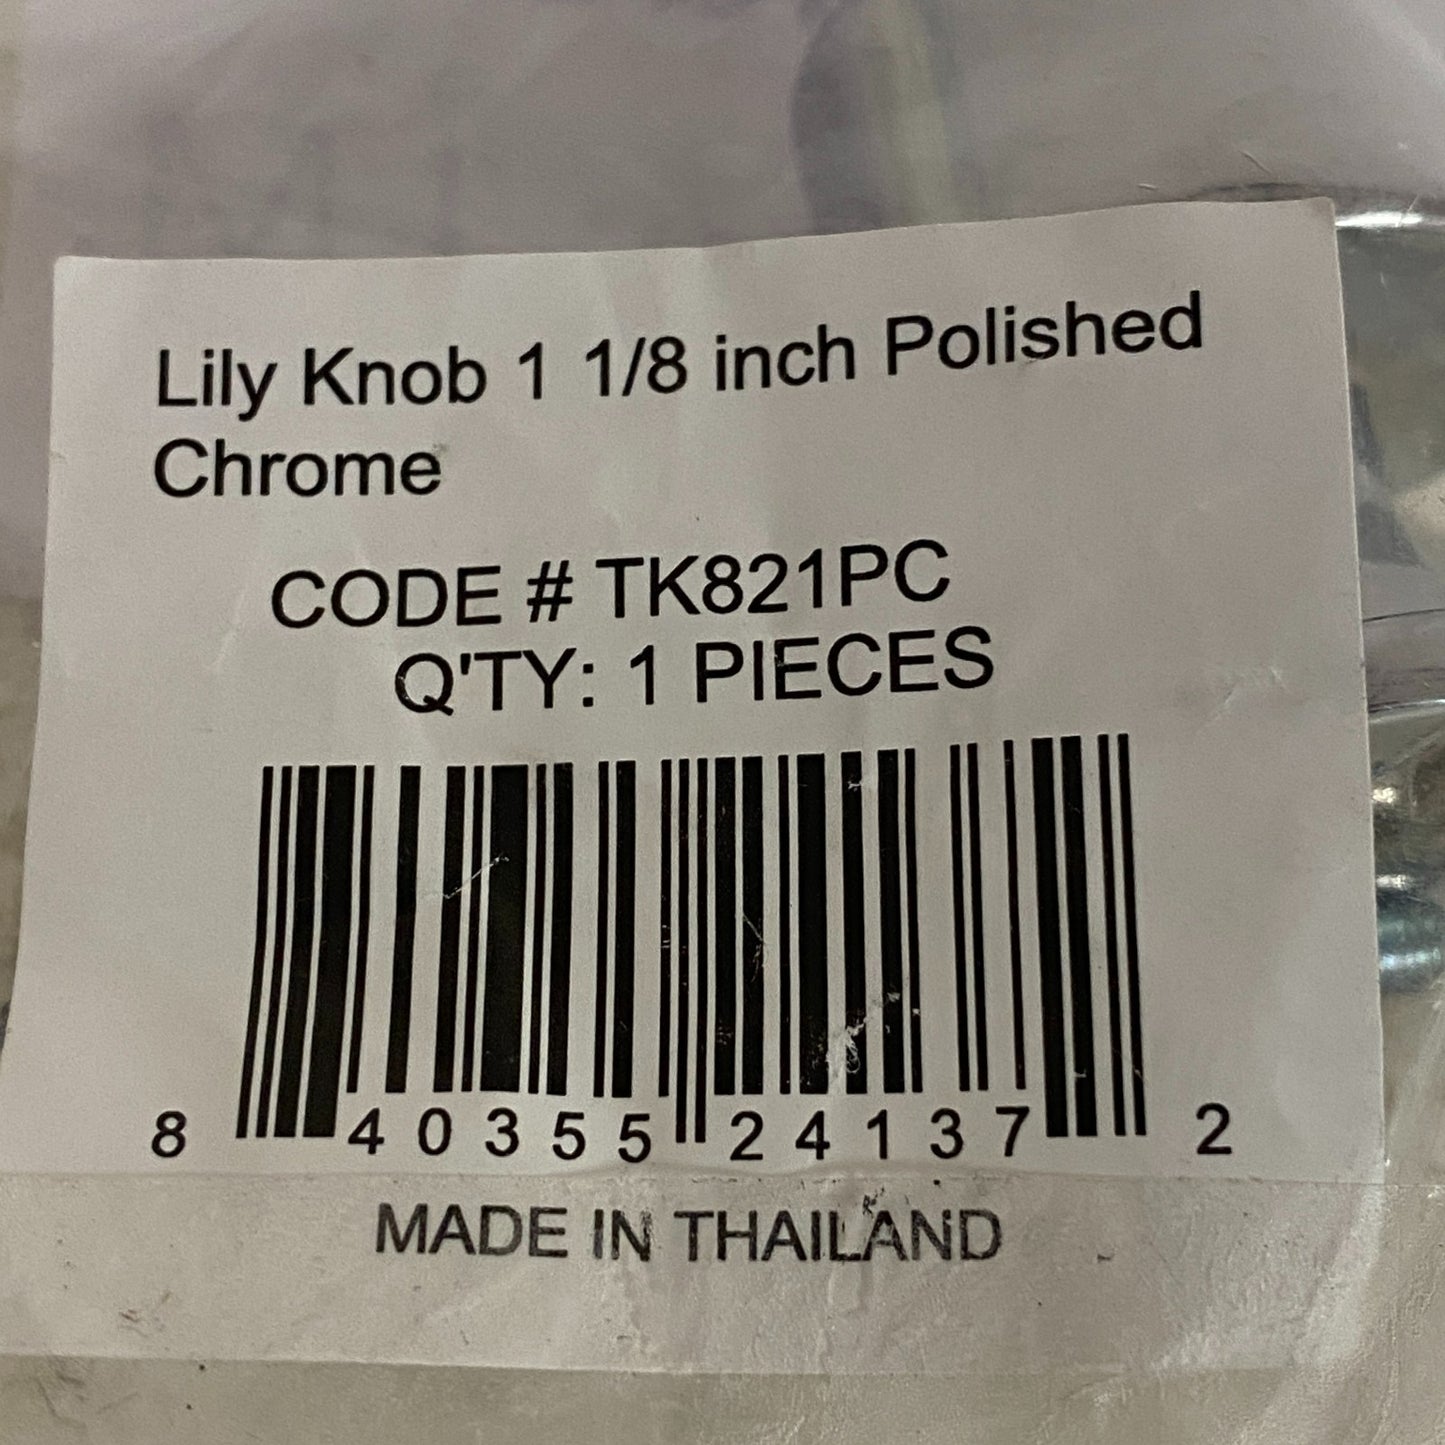 Lily Knob 1 1/8 inch Polished
Chrome
CODE # TK821PC
Q'TY: 1 PIECES
8 40355 24137 2
MADE IN THAILAND